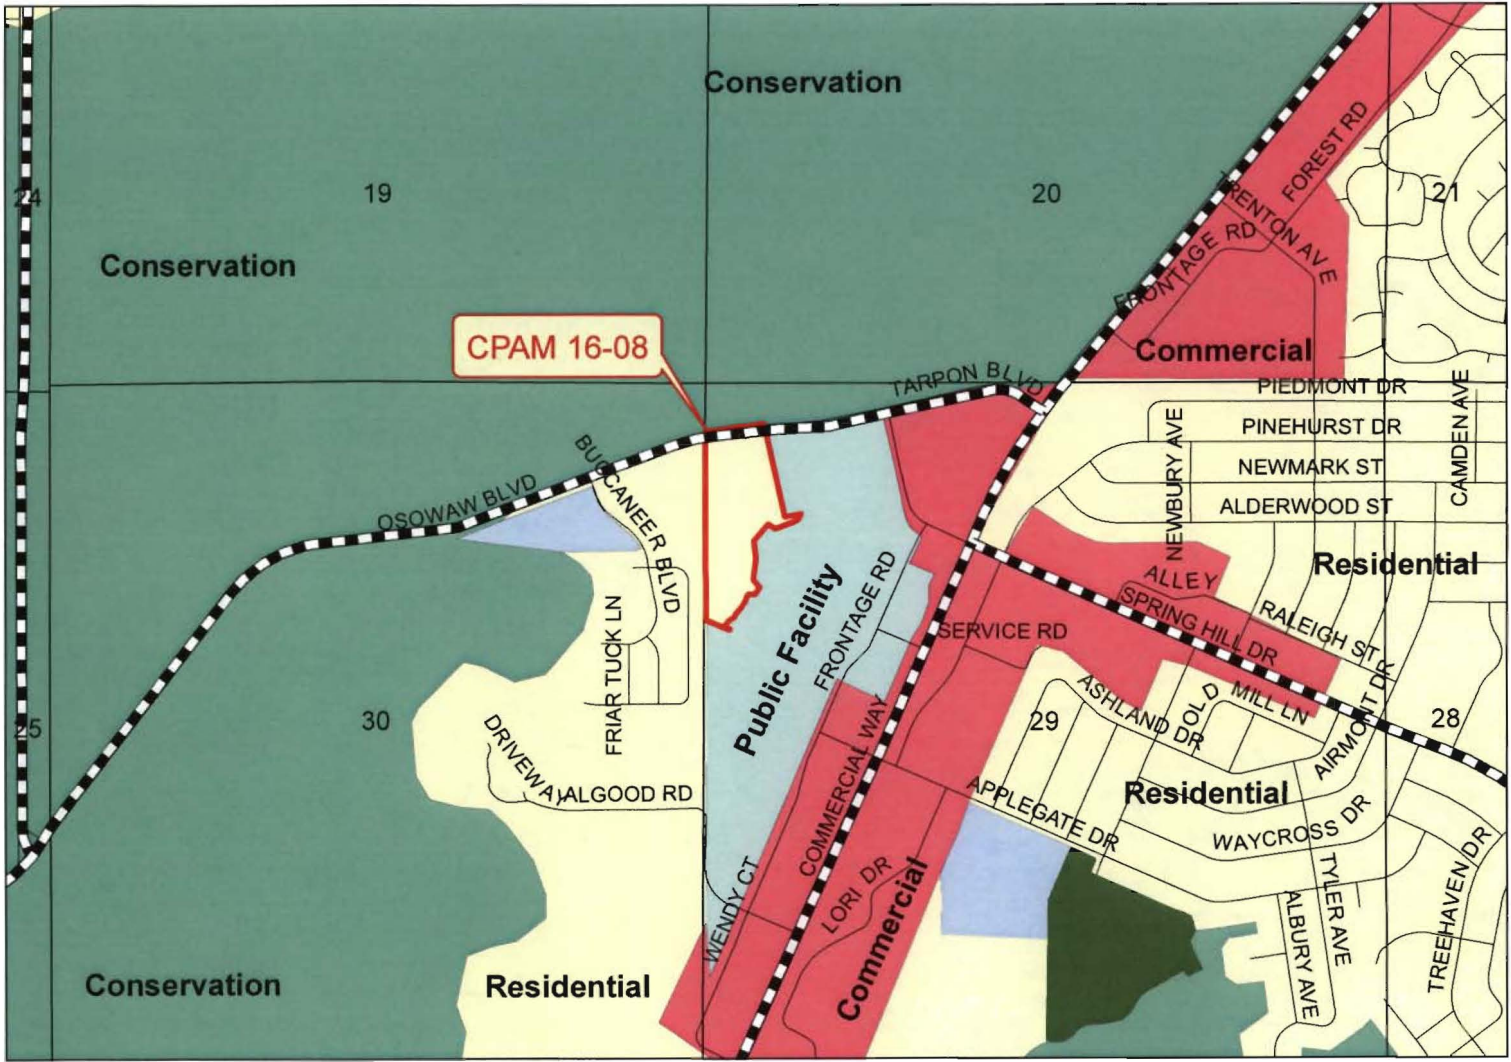 Conservation
24
19
20
21
FOREST RD
TRENTON AVE
FRONTAGE RD
Conservation
CPAM 16-08
Commercial
TARPON BLVD
PIEDMONT DR
PINEHURST DR
NEWMARK ST
ALDERWOOD ST
NEWBURY AVE
CAMDEN AVE
OSOWAW BLVD
BUCCANEER BLVD
Residential
ALLEY
SPRING HILL DR
RALEIGH ST
FRIAR TUCK LN
Public Facility
FRONTAGE RD
SERVICE RD
25
30
29
28
ASHLAND DR
OLD MILL LN
AIRMONT DR
DRIVEWAY
ALGOOD RD
COMMERCIAL WAY
APPLEGATE DR
Residential
WAYCROSS DR
TYLER AVE
TREEHAVEN DR
WENDY CT
LORI DR
Commercial
ALBURY AVE
Conservation
Residential